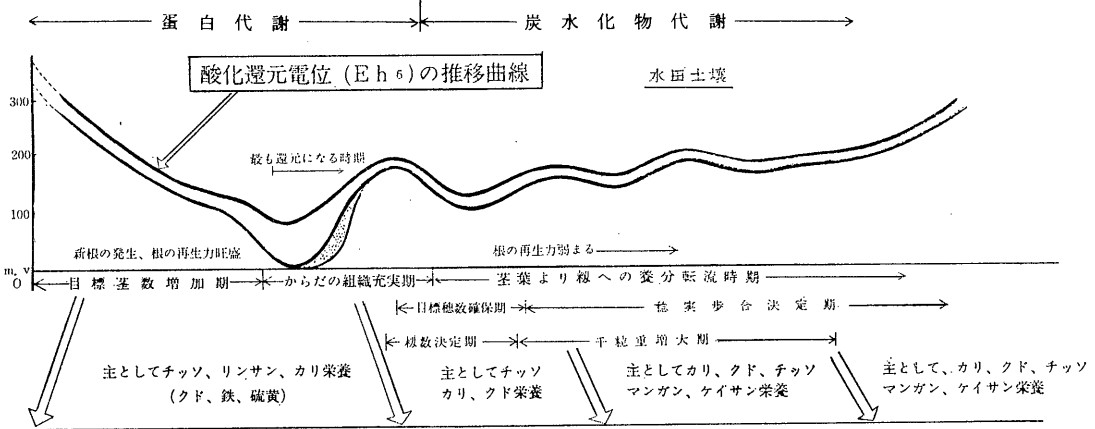 蛋白代謝
炭水化物代謝
酸化還元電位(Eh6)の推移曲線
水田土壌
300
200
100
m.v
0
最も還元になる時期
新根の発生、根の再生力旺盛
根の再生力弱まる
目標茎数増加期
からだの組織充実期
茎葉より穂への養分転流時期
目標穂数確保期
稔実歩合決定期
決定期
千粒重増大期
主としてチッソ、リンサン、カリ栄養
(クド、鉄、硫黄)
主としてチッソ
カリ、クド栄養
主としてカリ、クド、チッソ
マンガン、ケイサン栄養
主として、カリ、クド、チッソ
マンガン、ケイサン栄養